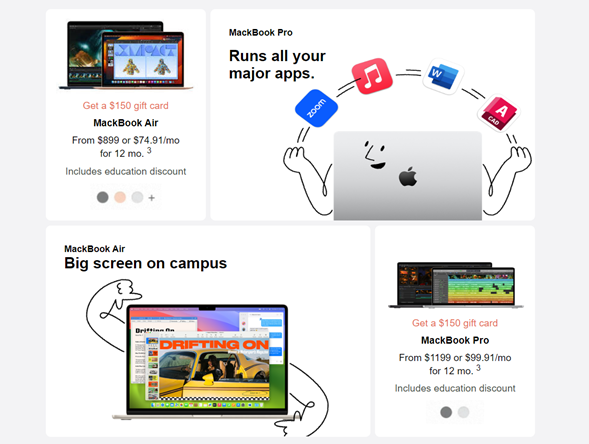 Get a $150 gift card
MackBook Air
From $899 or $74.91/mo
for 12 mo. 3
Includes education discount
+
MackBook Pro
Runs all your
major apps.
zoom
W
A
CAD
MackBook Air
Big screen on campus
Drifting On
DRIFTING ON
Get a $150 gift card
MackBook Pro
From $1199 or $99.91/mo
for 12 mo. 3
Includes education discount